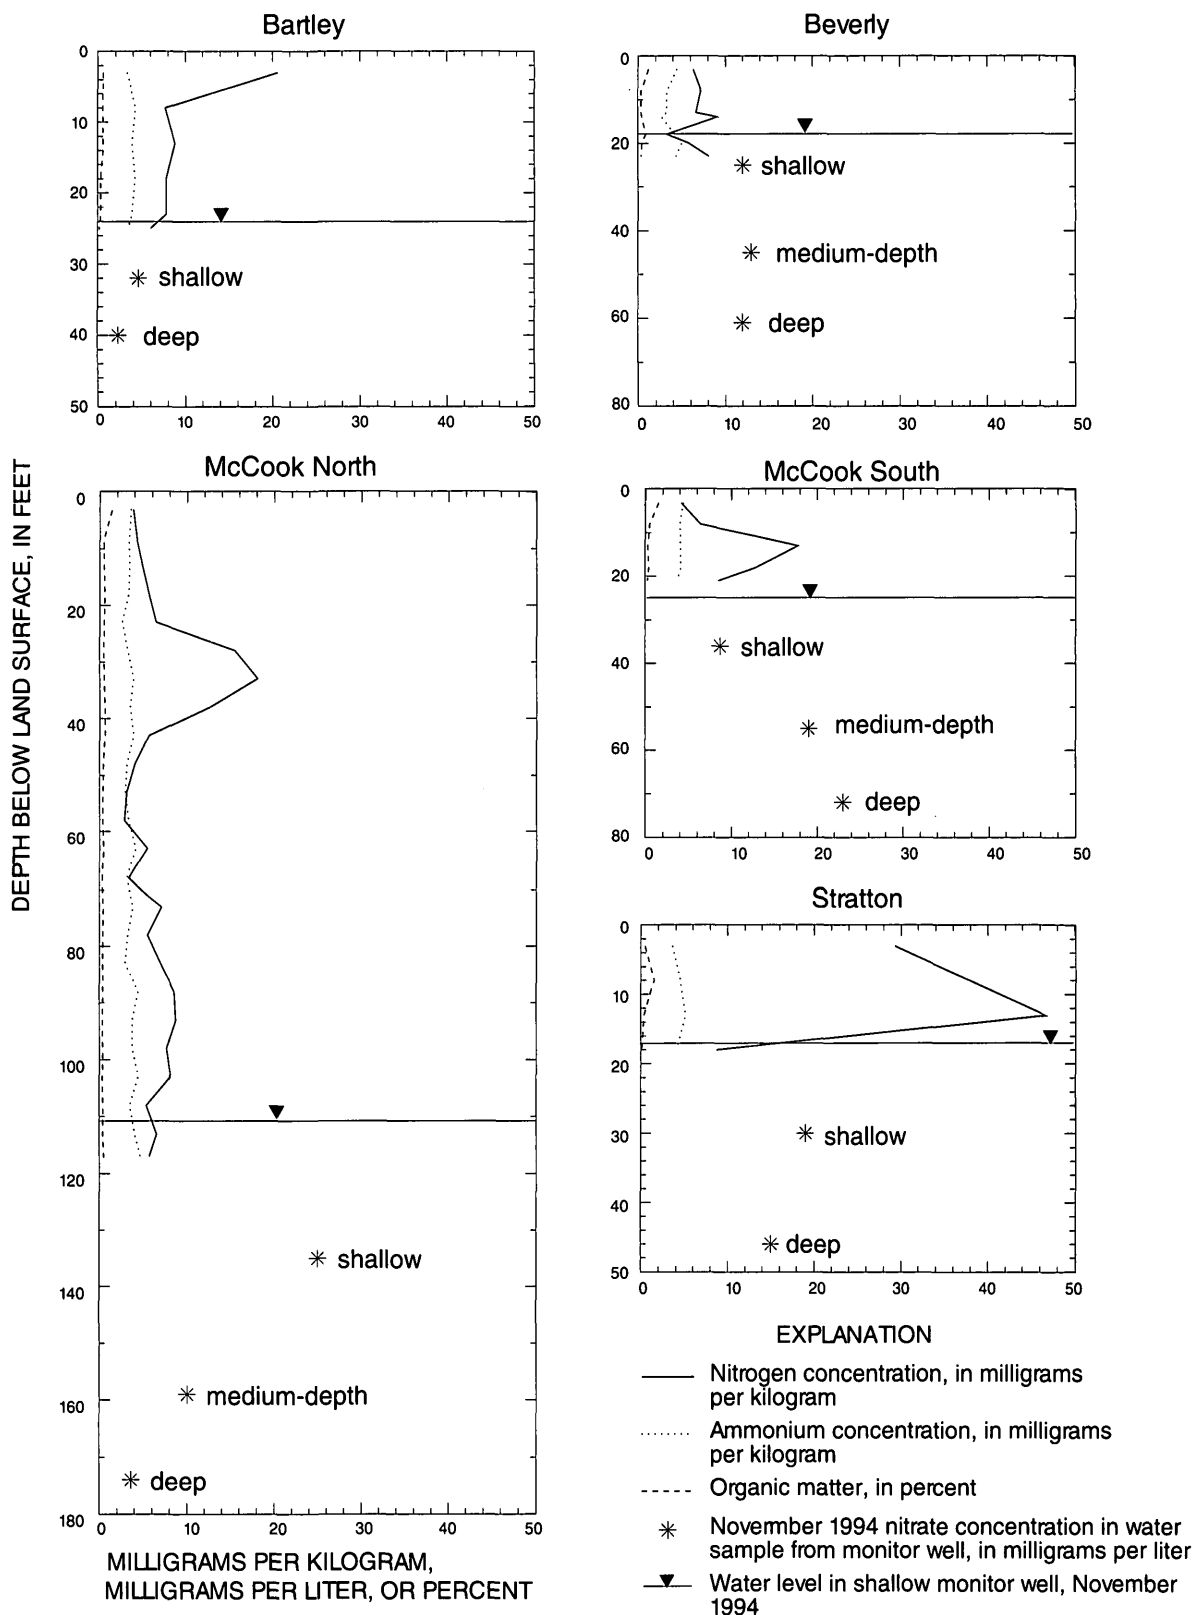 Bartley
0
10
20
30
40
50
0 10 20 30 40 50
shallow
deep
Beverly
0
20
40
60
80
0 10 20 30 40 50
shallow
medium-depth
deep
DEPTH BELOW LAND SURFACE, IN FEET
McCook North
0
20
40
60
80
100
120
140
160
180
0 10 20 30 40 50
shallow
medium-depth
deep
MILLIGRAMS PER KILOGRAM,
MILLIGRAMS PER LITER, OR PERCENT
McCook South
0
20
40
60
80
0 10 20 30 40 50
shallow
medium-depth
deep
Stratton
0
10
20
30
40
50
0 10 20 30 40 50
shallow
deep
EXPLANATION
Nitrogen concentration, in milligrams
per kilogram
Ammonium concentration, in milligrams
per kilogram
Organic matter, in percent
Novermber 1994 nitrate concentration in water
sample from monitor well, in milligrams per liter
Water level in shallow monitor well, November
1994